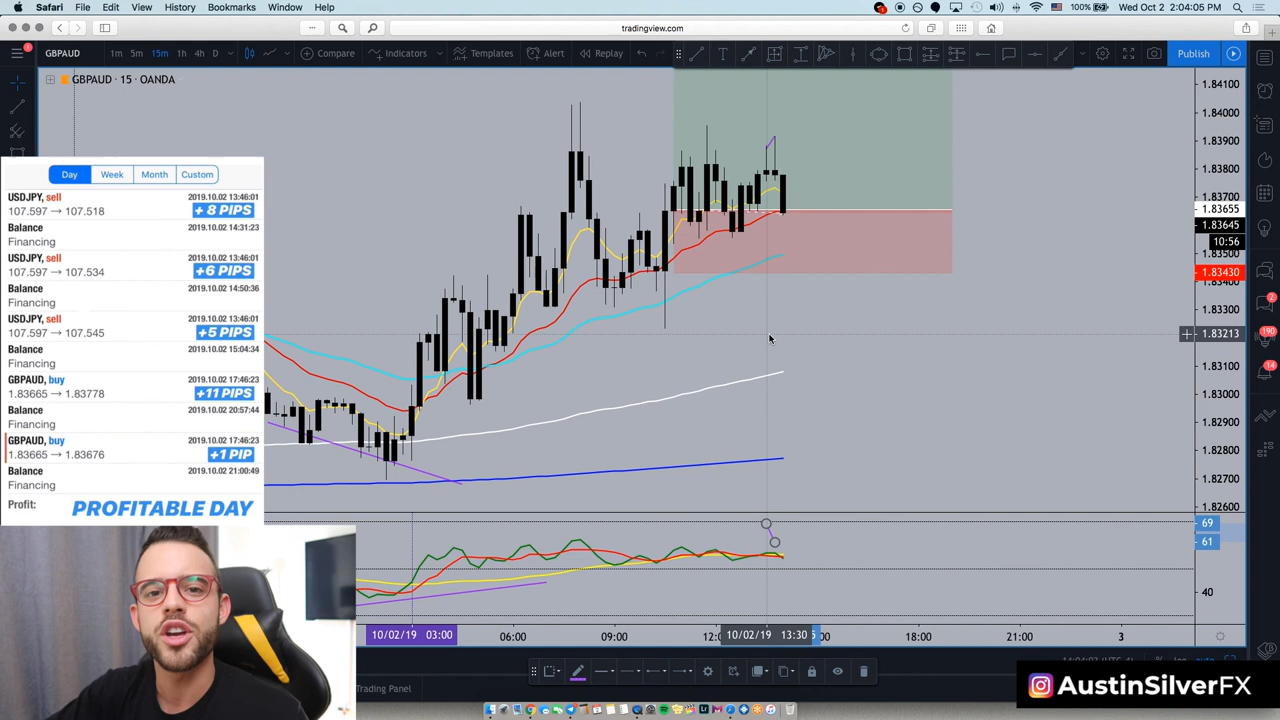 Safari File Edit View History Bookmarks Window Help
100% Wed Oct 2 2:04:05 PM
tradingview.com
GBPAUD 1m 5m 15m 1h 4h D Compare Indicators Templates Alert Replay Publish
GBPAUD · 15 · OANDA
1.84100
1.84000
1.83900
1.83800
1.83700
1.83655
1.83645
10:56
1.83500
1.83430
1.83400
1.83300
1.83213
1.83100
1.83000
1.82900
1.82800
1.82700
1.82600
69
61
40
2
190
14
Day Week Month Custom
USDJPY, sell 2019.10.02 13:46:01
107.597 → 107.518 + 8 PIPS
Balance 2019.10.02 14:31:23
Financing
USDJPY, sell 2019.10.02 13:46:01
107.597 → 107.534 +6 PIPS
Balance 2019.10.02 14:50:36
Financing
USDJPY, sell 2019.10.02 13:46:01
107.597 → 107.545 +5 PIPS
Balance 2019.10.02 15:04:34
Financing
GBPAUD, buy 2019.10.02 17:46:23
1.83665 → 1.83778 +11 PIPS
Balance 2019.10.02 20:57:44
Financing
GBPAUD, buy 2019.10.02 17:46:23
1.83665 → 1.83676 +1 PIP
Balance 2019.10.02 21:00:49
Financing
Profit: PROFITABLE DAY
10/02/19 03:00 06:00 09:00 10/02/19 13:30 18:00 21:00 3
Trading Panel
AustinSilverFX